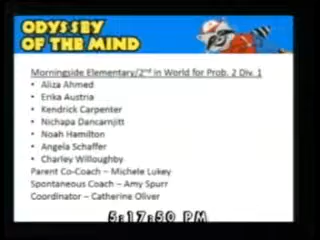 ODYSSEY
OF THE MIND
Morningside Elementary/2nd in World for Prob. 2 Div. 1
• Aliza Ahmed
• Erika Austria
• Kendrick Carpenter
• Nichapa Dancarnjitt
• Noah Hamilton
• Angela Schaffer
• Charley Willoughby
Parent Co-Coach – Michele Lukey
Spontaneous Coach – Amy Spurr
Coordinator – Catherine Oliver
5:17:50 PM